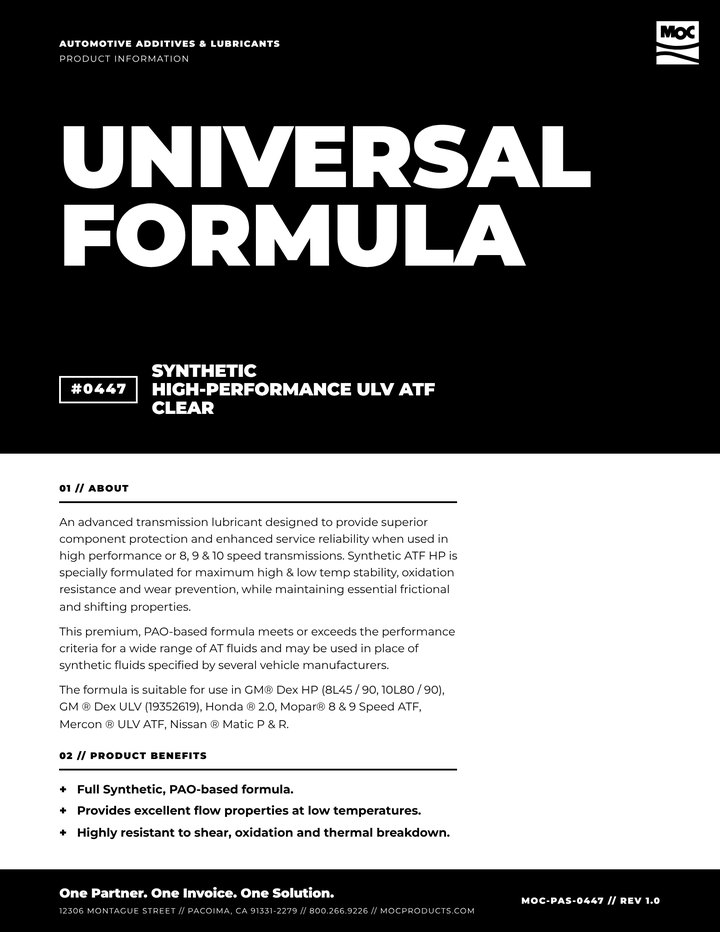 AUTOMOTIVE ADDITIVES & LUBRICANTS
PRODUCT INFORMATION
MOC
UNIVERSAL
FORMULA
#0447
SYNTHETIC
HIGH-PERFORMANCE ULV ATF
CLEAR
01 // ABOUT
An advanced transmission lubricant designed to provide superior
component protection and enhanced service reliability when used in
high performance or 8, 9 & 10 speed transmissions. Synthetic ATF HP is
specially formulated for maximum high & low temp stability, oxidation
resistance and wear prevention, while maintaining essential frictional
and shifting properties.
This premium, PAO-based formula meets or exceeds the performance
criteria for a wide range of AT fluids and may be used in place of
synthetic fluids specified by several vehicle manufacturers.
The formula is suitable for use in GM® Dex HP (8L45 / 90, 10L80 / 90),
GM ® Dex ULV (19352619), Honda ® 2.0, Mopar® 8 & 9 Speed ATF,
Mercon ® ULV ATF, Nissan ® Matic P & R.
02 // PRODUCT BENEFITS
+ Full Synthetic, PAO-based formula.
+ Provides excellent flow properties at low temperatures.
+ Highly resistant to shear, oxidation and thermal breakdown.
One Partner. One Invoice. One Solution.
12306 MONTAGUE STREET // PACOIMA, CA 91331-2279 // 800.266.9226 // MOCPRODUCTS.COM
MOC-PAS-0447 // REV 1.0